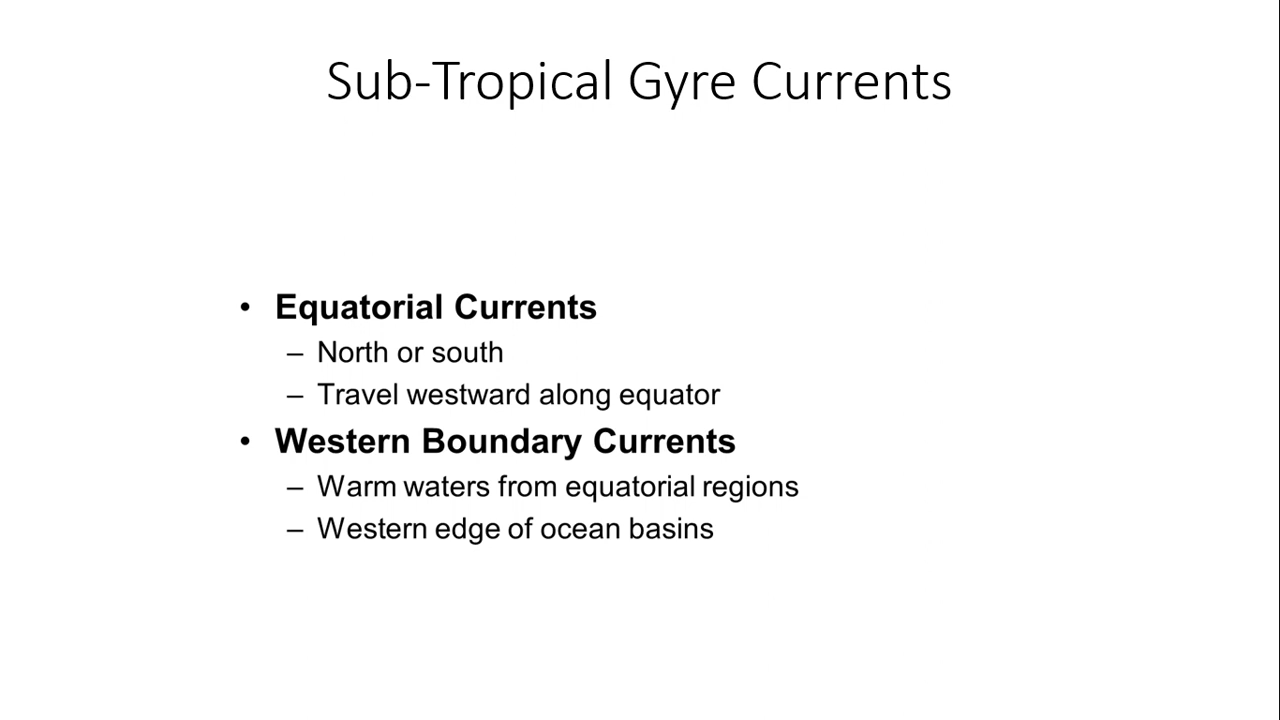 Sub-Tropical Gyre Currents
• Equatorial Currents
– North or south
– Travel westward along equator
• Western Boundary Currents
– Warm waters from equatorial regions
– Western edge of ocean basins